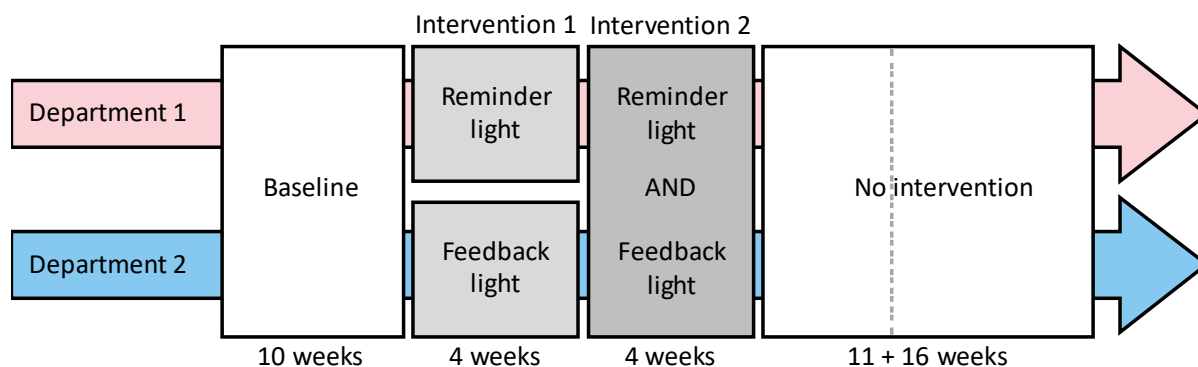 Intervention 1
Intervention 2
Department 1
Reminder
light
Reminder
light
Baseline
AND
No intervention
Department 2
Feedback
light
Feedback
light
10 weeks
4 weeks
4 weeks
11 + 16 weeks